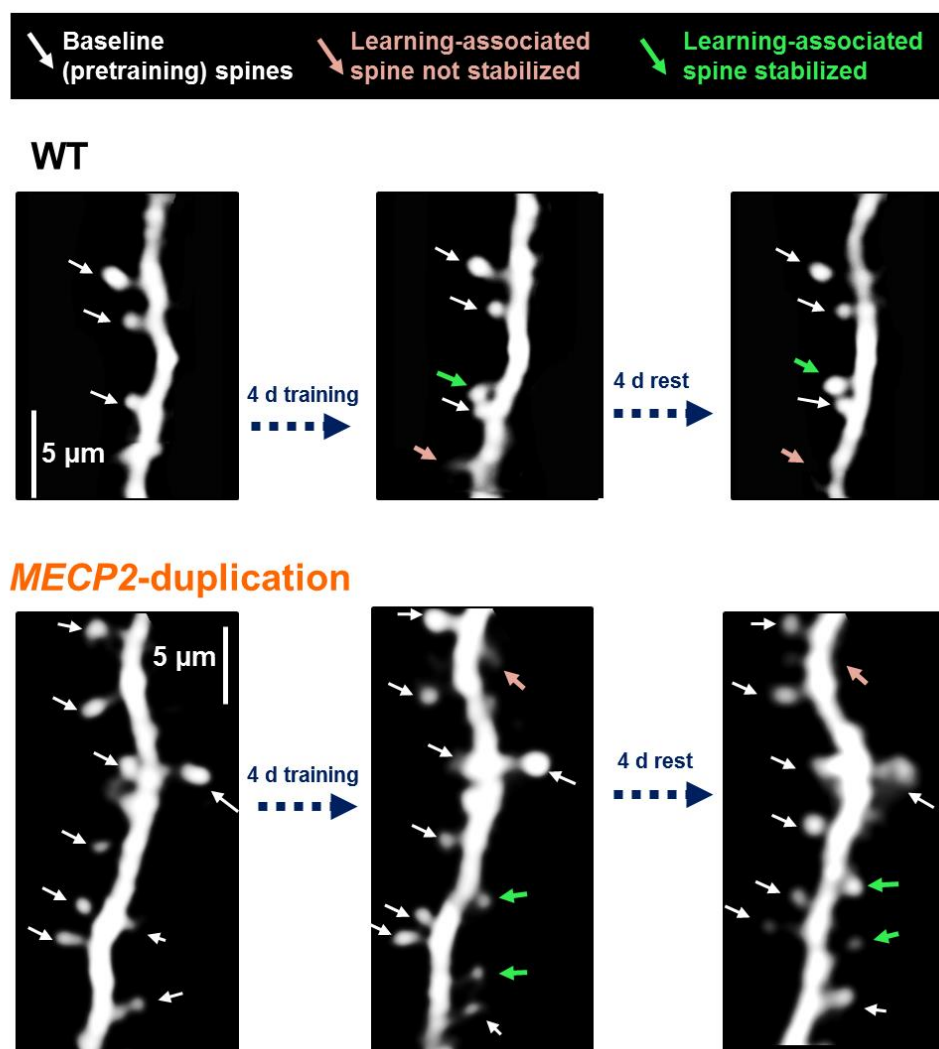 Baseline
(pretraining) spines
Learning-associated
spine not stabilized
Learning-associated
spine stabilized
WT
4 d training
4 d rest
5 µm
MECP2-duplication
5 µm
4 d training
4 d rest